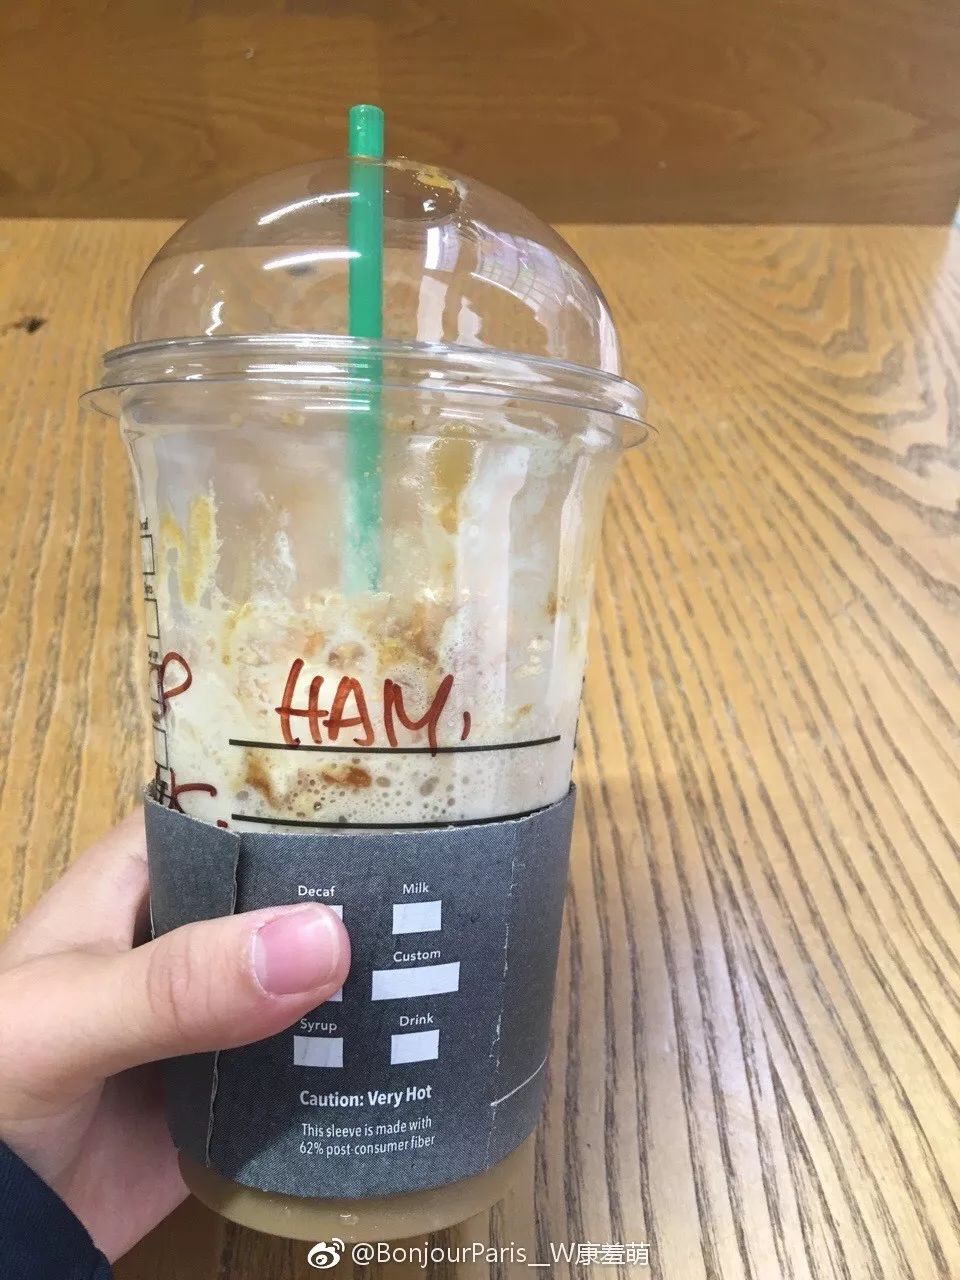 P
HAM,
K
Decaf
Milk
Custom
Syrup
Drink
Caution: Very Hot
This sleeve is made with
62% post-consumer fiber
@BonjourParis__W康羞萌